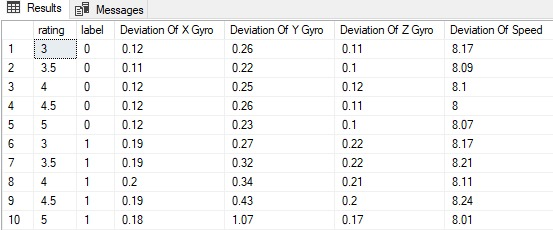 Results Messages
rating label Deviation Of X Gyro Deviation Of Y Gyro Deviation Of Z Gyro Deviation Of Speed
1 3 0 0.12 0.26 0.11 8.17
2 3.5 0 0.11 0.22 0.1 8.09
3 4 0 0.12 0.25 0.12 8.1
4 4.5 0 0.12 0.26 0.11 8
5 5 0 0.12 0.23 0.1 8.07
6 3 1 0.19 0.27 0.22 8.17
7 3.5 1 0.19 0.32 0.22 8.21
8 4 1 0.2 0.34 0.21 8.11
9 4.5 1 0.19 0.43 0.2 8.24
10 5 1 0.18 1.07 0.17 8.01